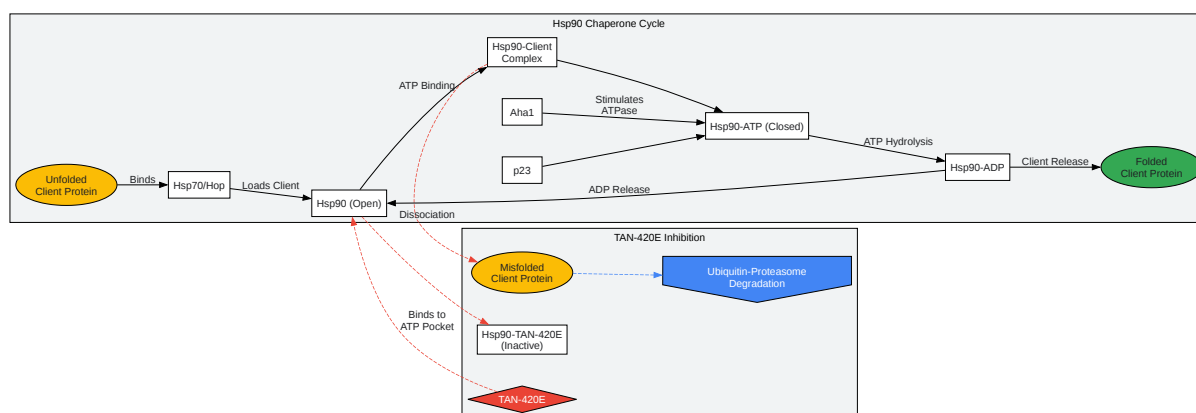 Hsp90 Chaperone Cycle
Hsp90-Client
Complex
ATP Binding
Aha1
Stimulates
ATPase
Hsp90-ATP (Closed)
ATP Hydrolysis
p23
Unfolded
Client Protein
Binds
Hsp70/Hop
Loads Client
Hsp90 (Open)
ADP Release
Hsp90-ADP
Client Release
Folded
Client Protein
Dissociation
TAN-420E Inhibition
Misfolded
Client Protein
Ubiquitin-Proteasome
Degradation
Binds to
ATP Pocket
Hsp90-TAN-420E
(Inactive)
TAN-420E